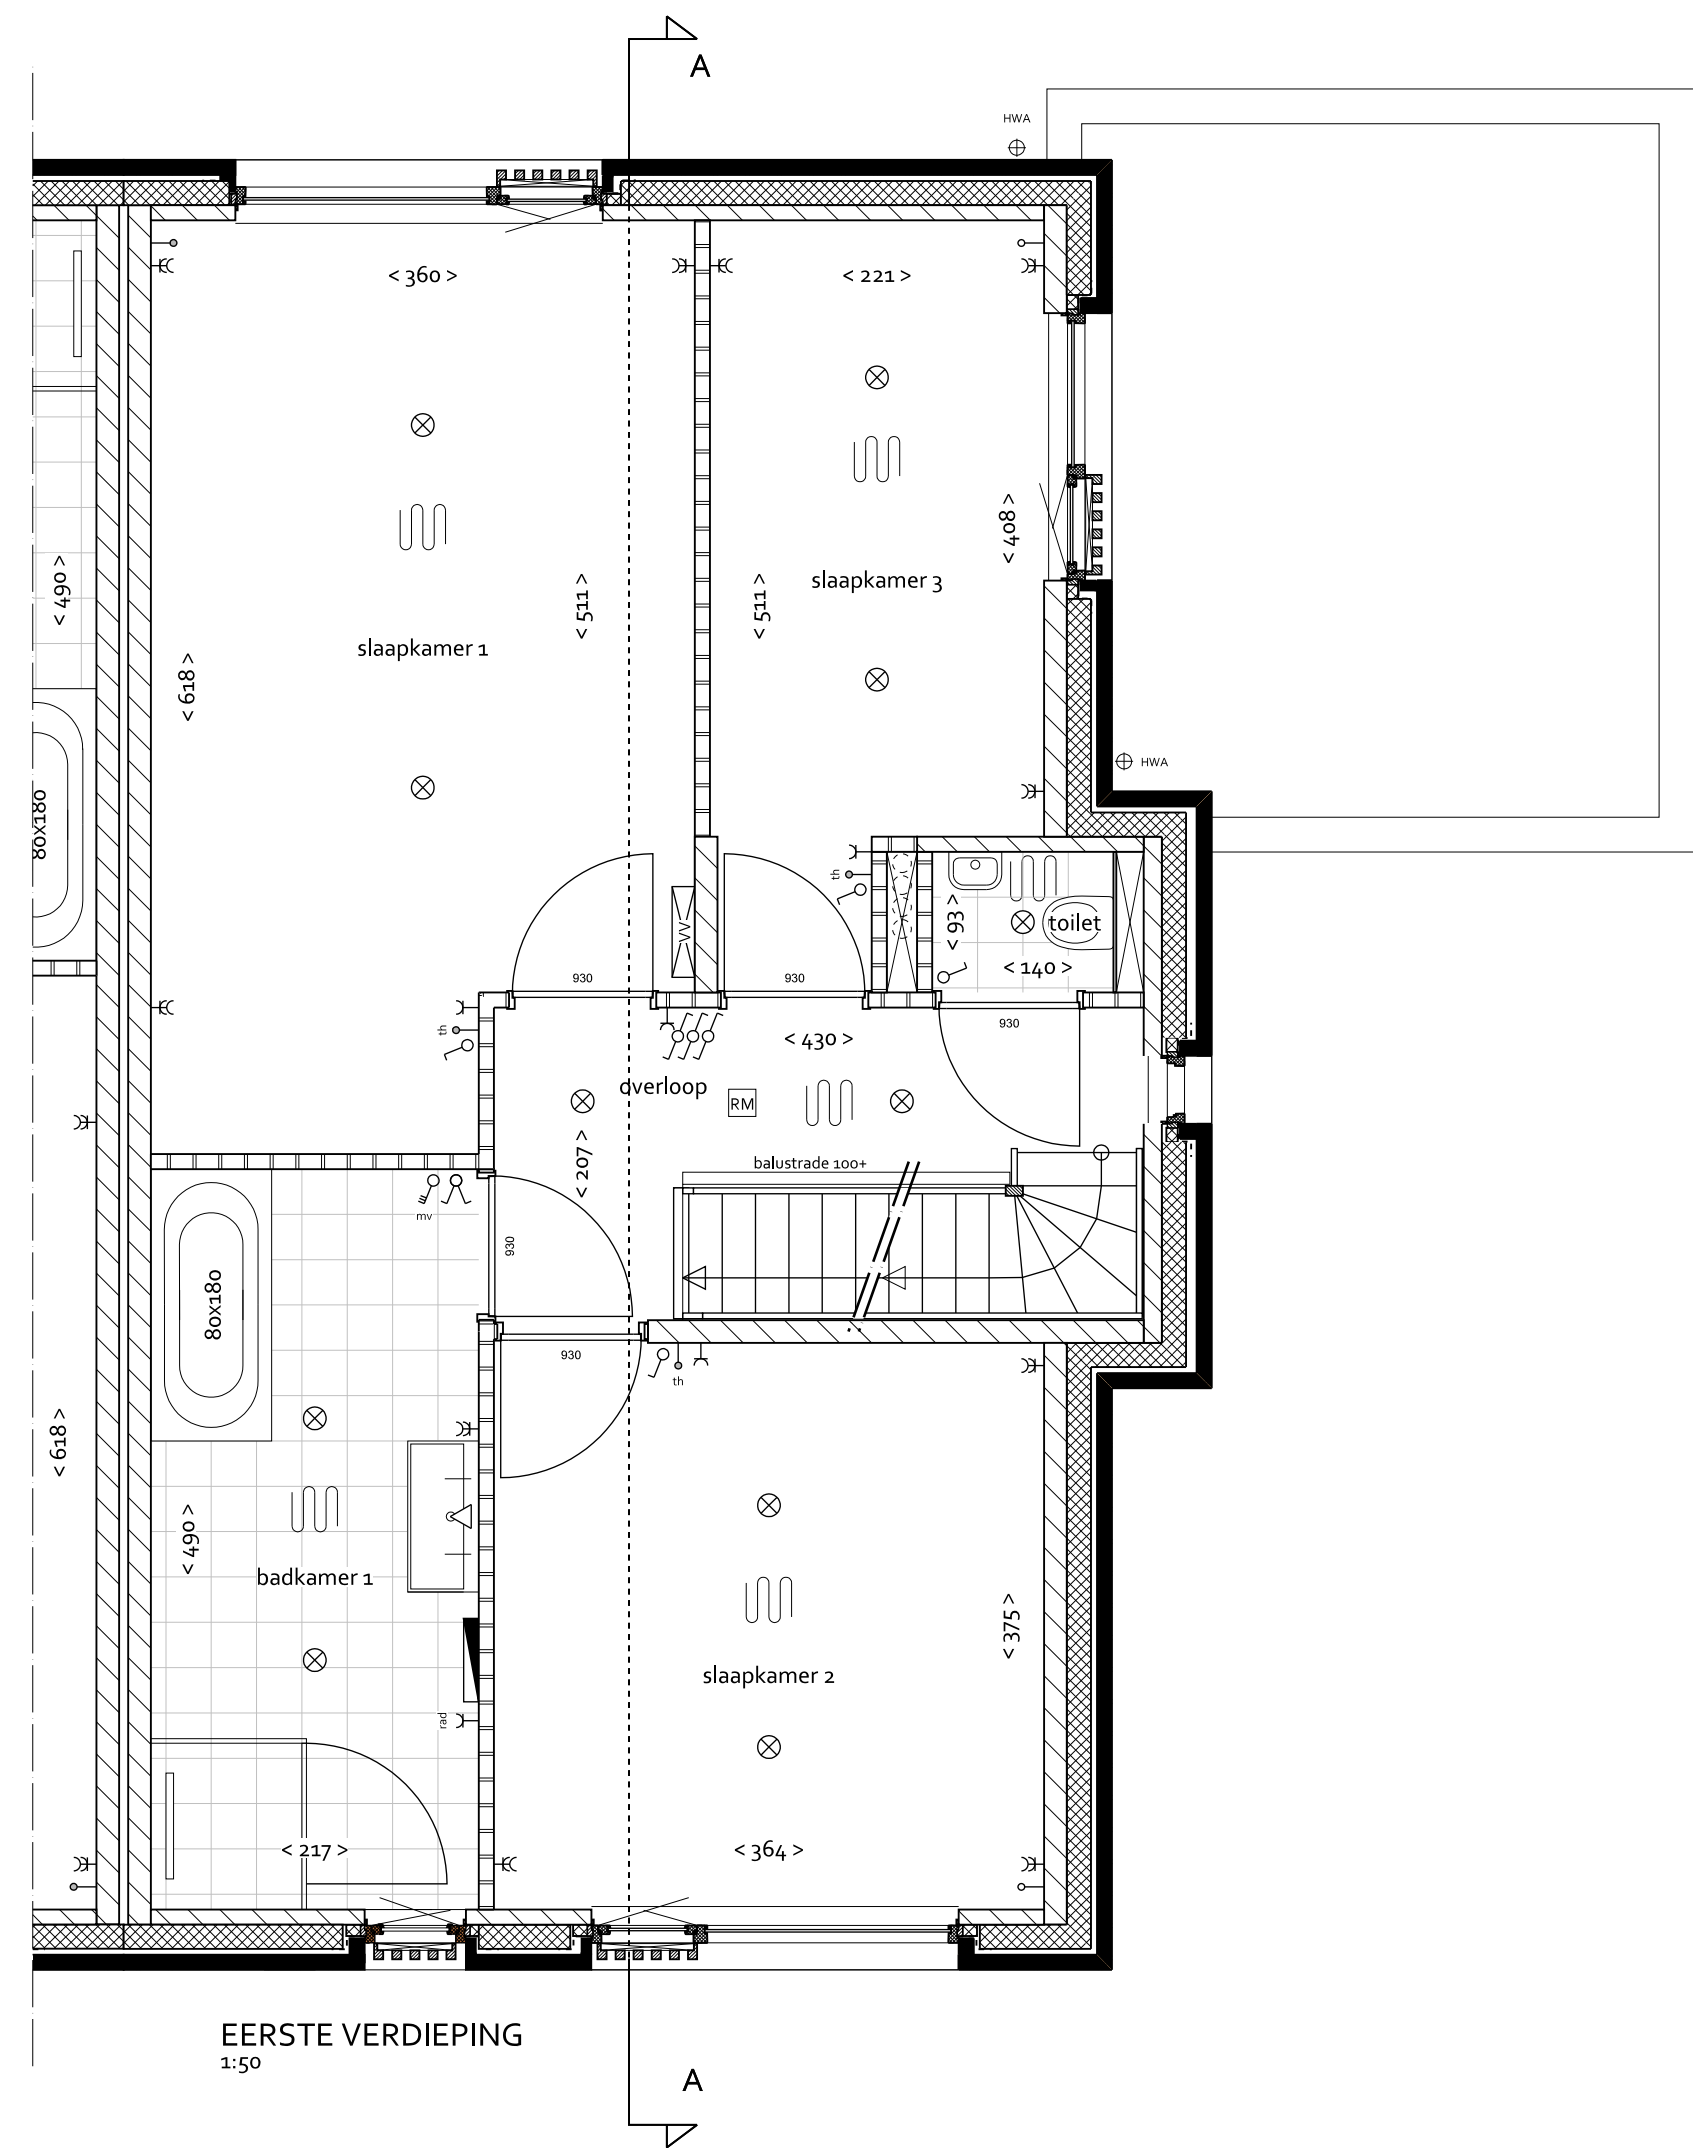 A
HWA
< 360 >
< 221 >
< 408 >
< 490 >
< 511 >
< 511 >
slaapkamer 3
slaapkamer 1
< 618 >
HWA
80x180
th
VV
< 93 >
toilet
< 140 >
930
930
930
th
< 430 >
overloop
RM
< 207 >
balustrade 100+
mv
930
80x180
930
th
< 618 >
< 490 >
badkamer 1
< 375 >
slaapkamer 2
rad
< 217 >
< 364 >
EERSTE VERDIEPING
1:50
A